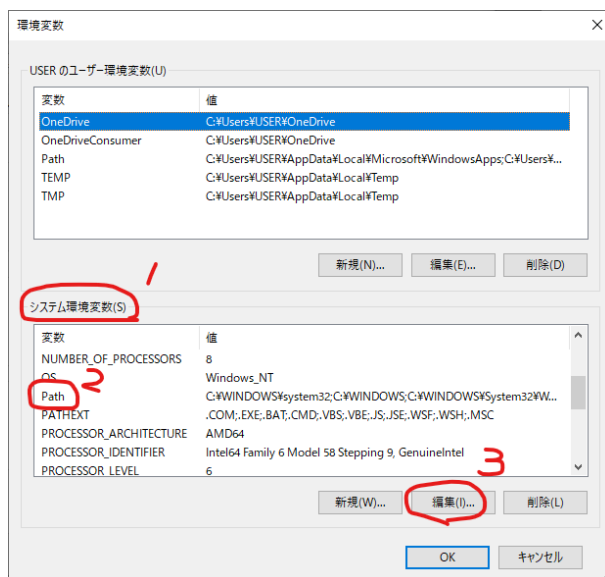 環境変数
USER のユーザー環境変数(U)
変数 値
OneDrive C:¥Users¥USER¥OneDrive
OneDriveConsumer C:¥Users¥USER¥OneDrive
Path C:¥Users¥USER¥AppData¥Local¥Microsoft¥WindowsApps;C:¥Users¥...
TEMP C:¥Users¥USER¥AppData¥Local¥Temp
TMP C:¥Users¥USER¥AppData¥Local¥Temp
新規(N)... 編集(E)... 削除(D)
1
システム環境変数(S)
変数 値
NUMBER_OF_PROCESSORS 8
OS Windows_NT
2
Path C:¥WINDOWS¥system32;C:¥WINDOWS;C:¥WINDOWS¥System32¥W...
PATHEXT .COM;.EXE;.BAT;.CMD;.VBS;.VBE;.JS;.JSE;.WSF;.WSH;.MSC
PROCESSOR_ARCHITECTURE AMD64
PROCESSOR_IDENTIFIER Intel64 Family 6 Model 58 Stepping 9, GenuineIntel
3
PROCESSOR_LEVEL 6
新規(W)... 編集(I)... 削除(L)
OK キャンセル